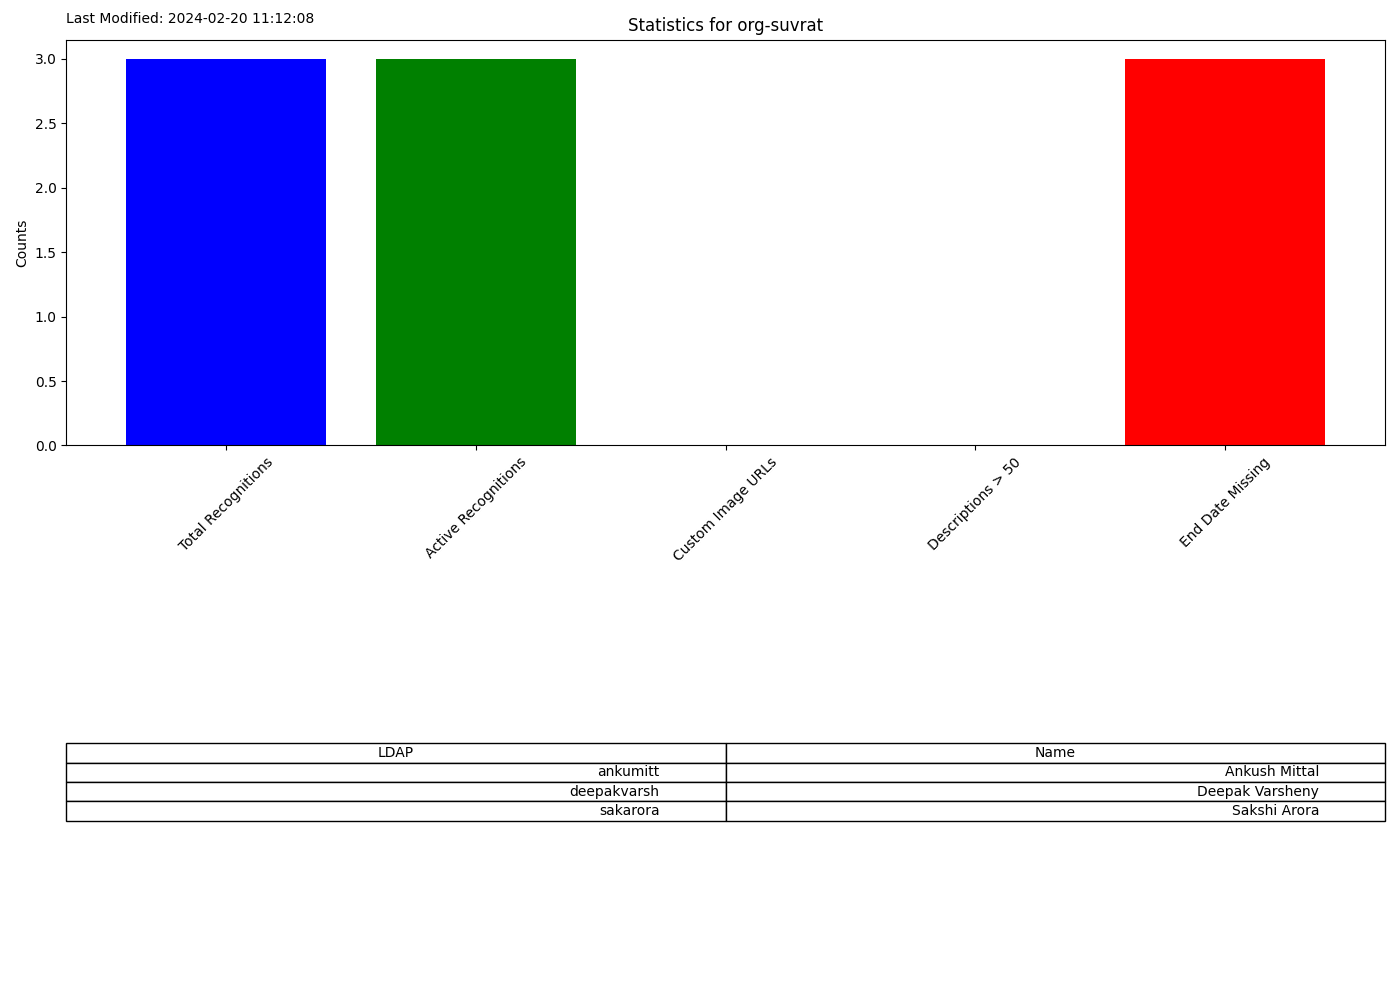 Last Modified: 2024-02-20 11:12:08
Statistics for org-suvrat
Counts
3.0
2.5
2.0
1.5
1.0
0.5
0.0
Total Recognitions
Active Recognitions
Custom Image URLs
Descriptions > 50
End Date Missing
LDAP Name
ankumitt Ankush Mittal
deepakvarsh Deepak Varsheny
sakarora Sakshi Arora